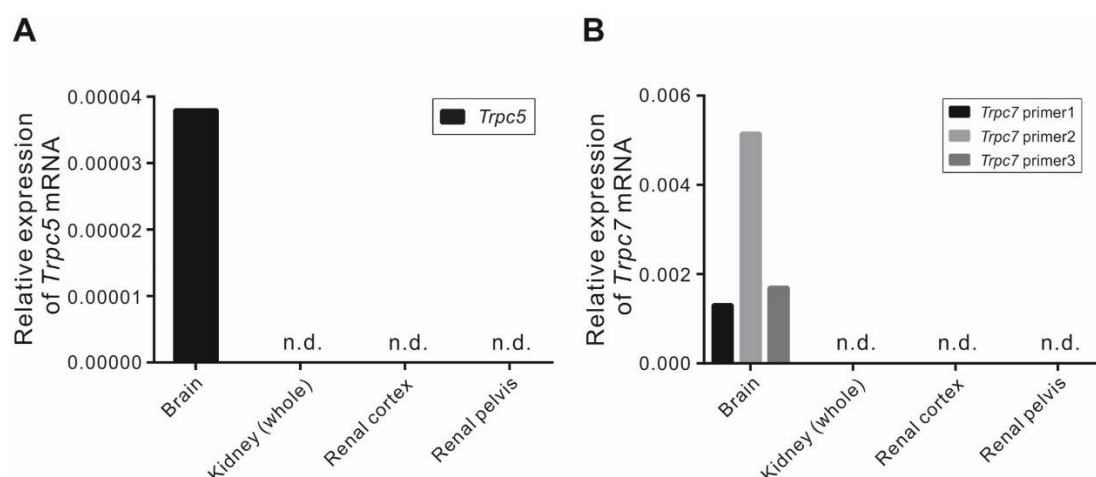 A
Relative expression
of Trpc5 mRNA
0.00004
0.00003
0.00002
0.00001
0.00000
Trpc5
n.d.
n.d.
n.d.
Brain
Kidney (whole)
Renal cortex
Renal pelvis
B
Relative expression
of Trpc7 mRNA
0.006
0.004
0.002
0.000
Trpc7 primer1
Trpc7 primer2
Trpc7 primer3
n.d.
n.d.
n.d.
Brain
Kidney (whole)
Renal cortex
Renal pelvis